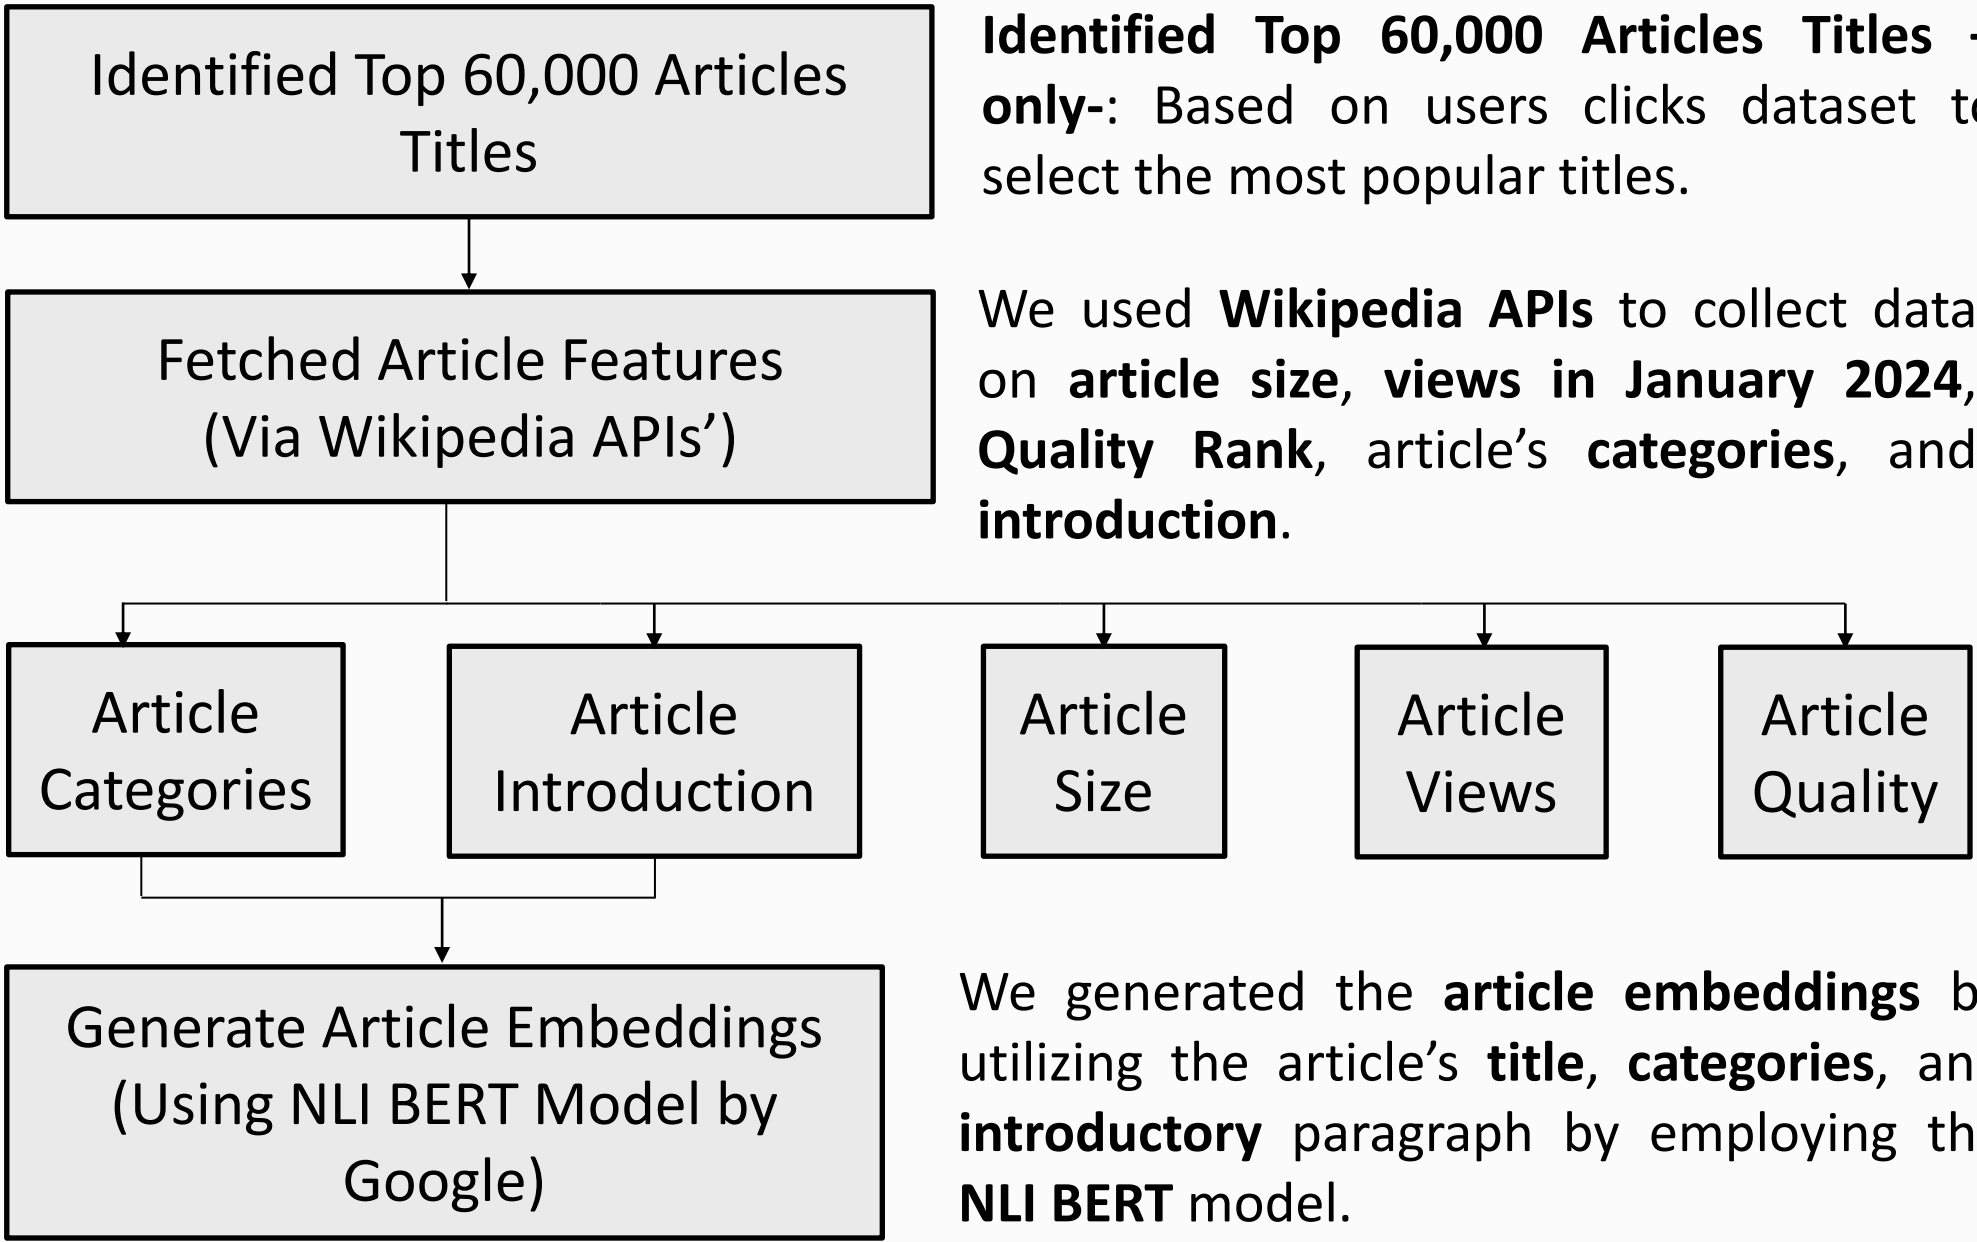 Identified Top 60,000 Articles
Titles
Identified Top 60,000 Articles Titles -
only-: Based on users clicks dataset to
select the most popular titles.
Fetched Article Features
(Via Wikipedia APIs’)
We used Wikipedia APIs to collect data
on article size, views in January 2024,
Quality Rank, article’s categories, and
introduction.
Article
Categories
Article
Introduction
Article
Size
Article
Views
Article
Quality
Generate Article Embeddings
(Using NLI BERT Model by
Google)
We generated the article embeddings
utilizing the article’s title, categories,
introductory paragraph by employing
NLI BERT model.